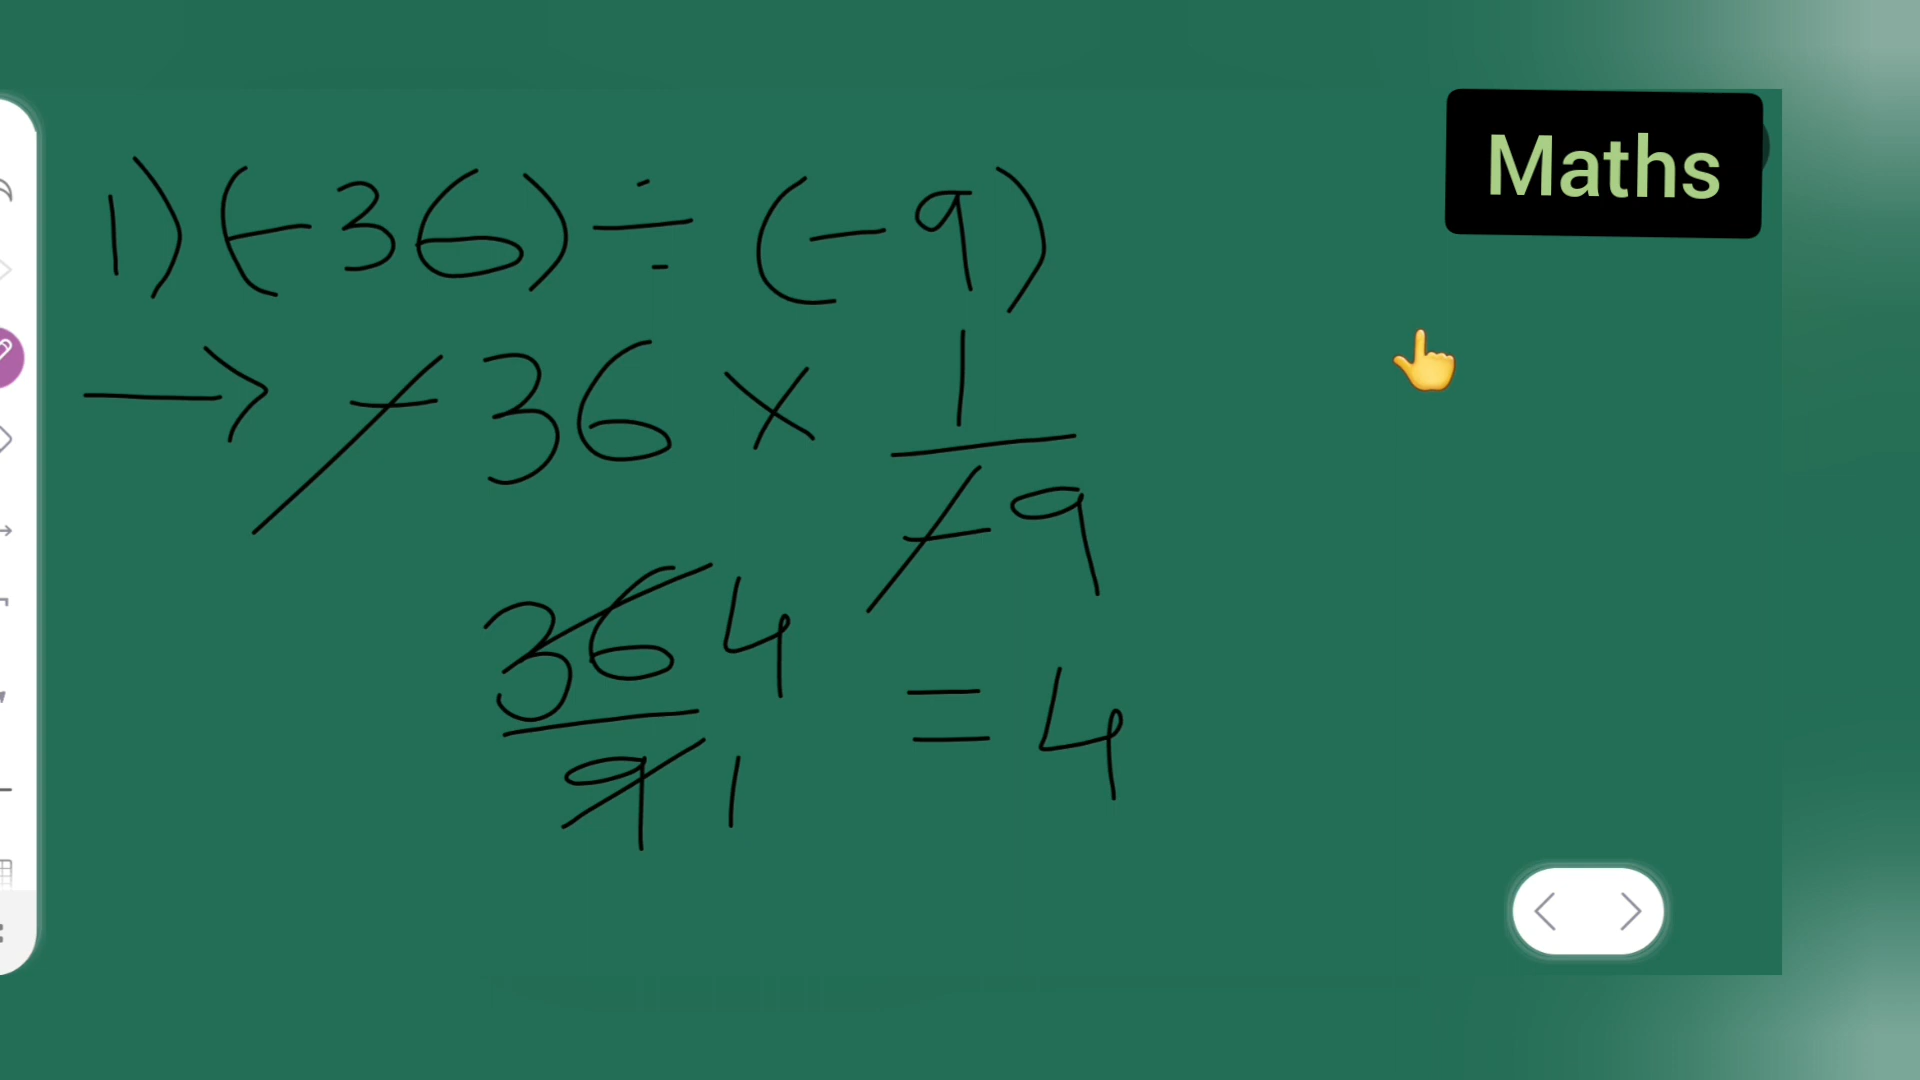 Maths
1) (-36) ÷ (-9)
→ -36 × 1/-9
36/9 4/1 = 4